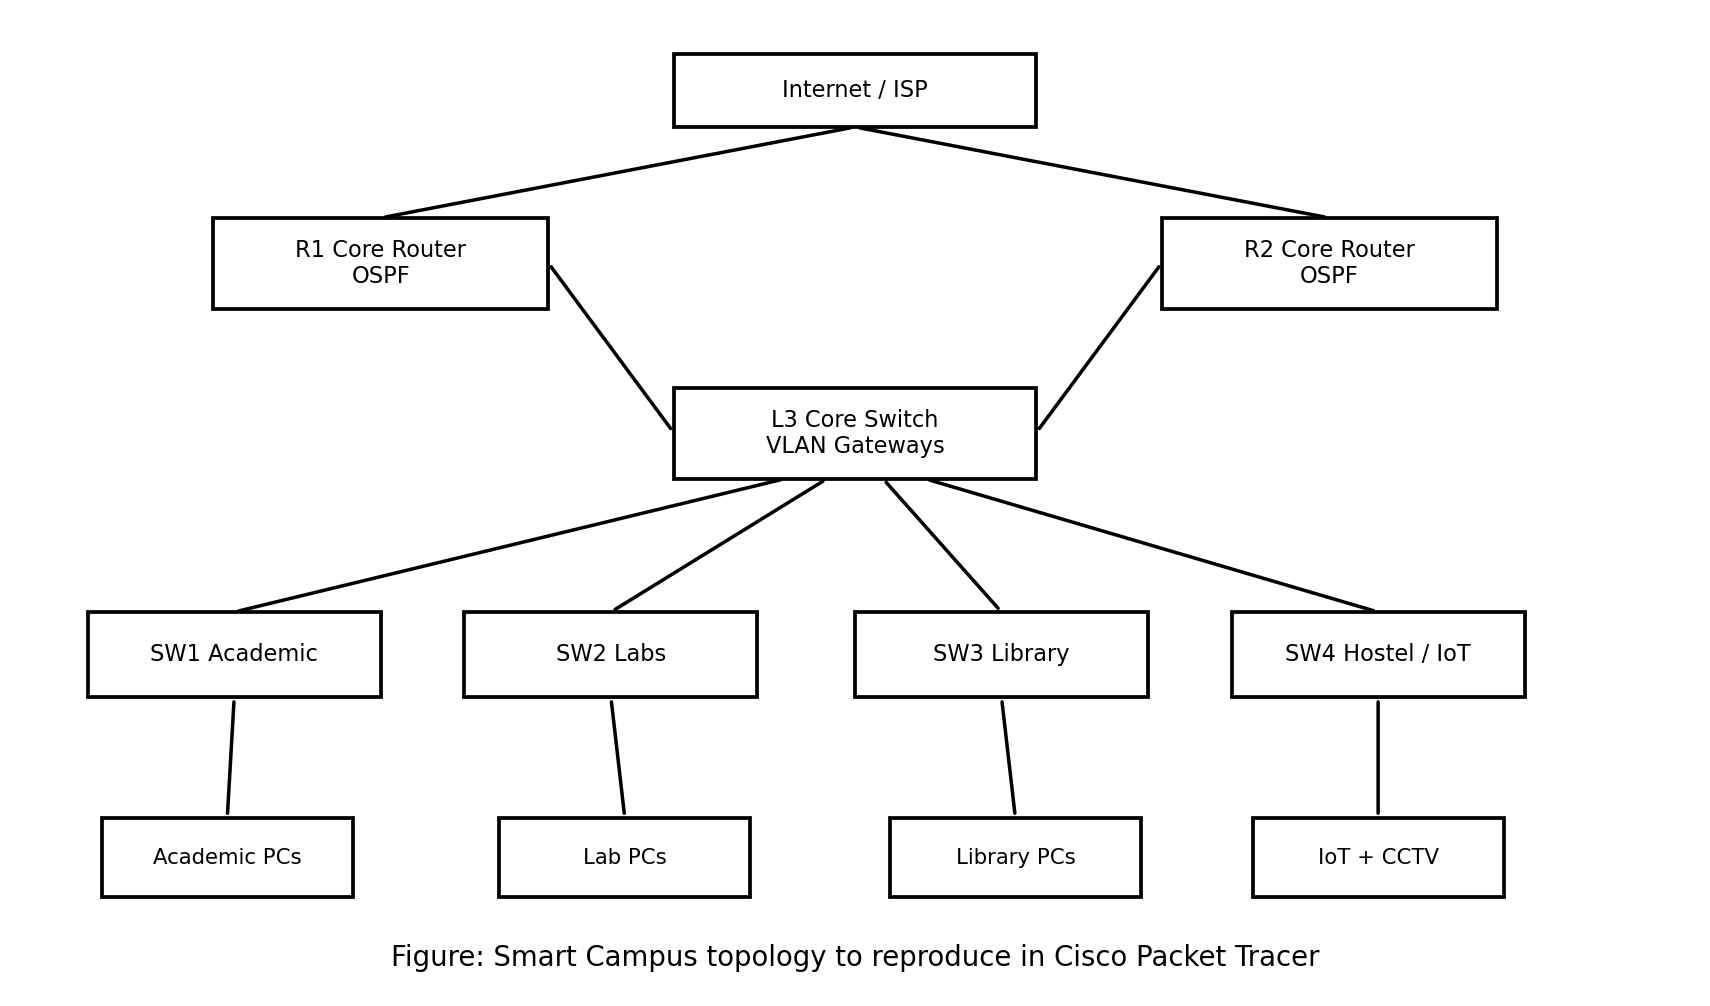 Internet / ISP
R1 Core Router
OSPF
R2 Core Router
OSPF
L3 Core Switch
VLAN Gateways
SW1 Academic
SW2 Labs
SW3 Library
SW4 Hostel / IoT
Academic PCs
Lab PCs
Library PCs
IoT + CCTV
Figure: Smart Campus topology to reproduce in Cisco Packet Tracer